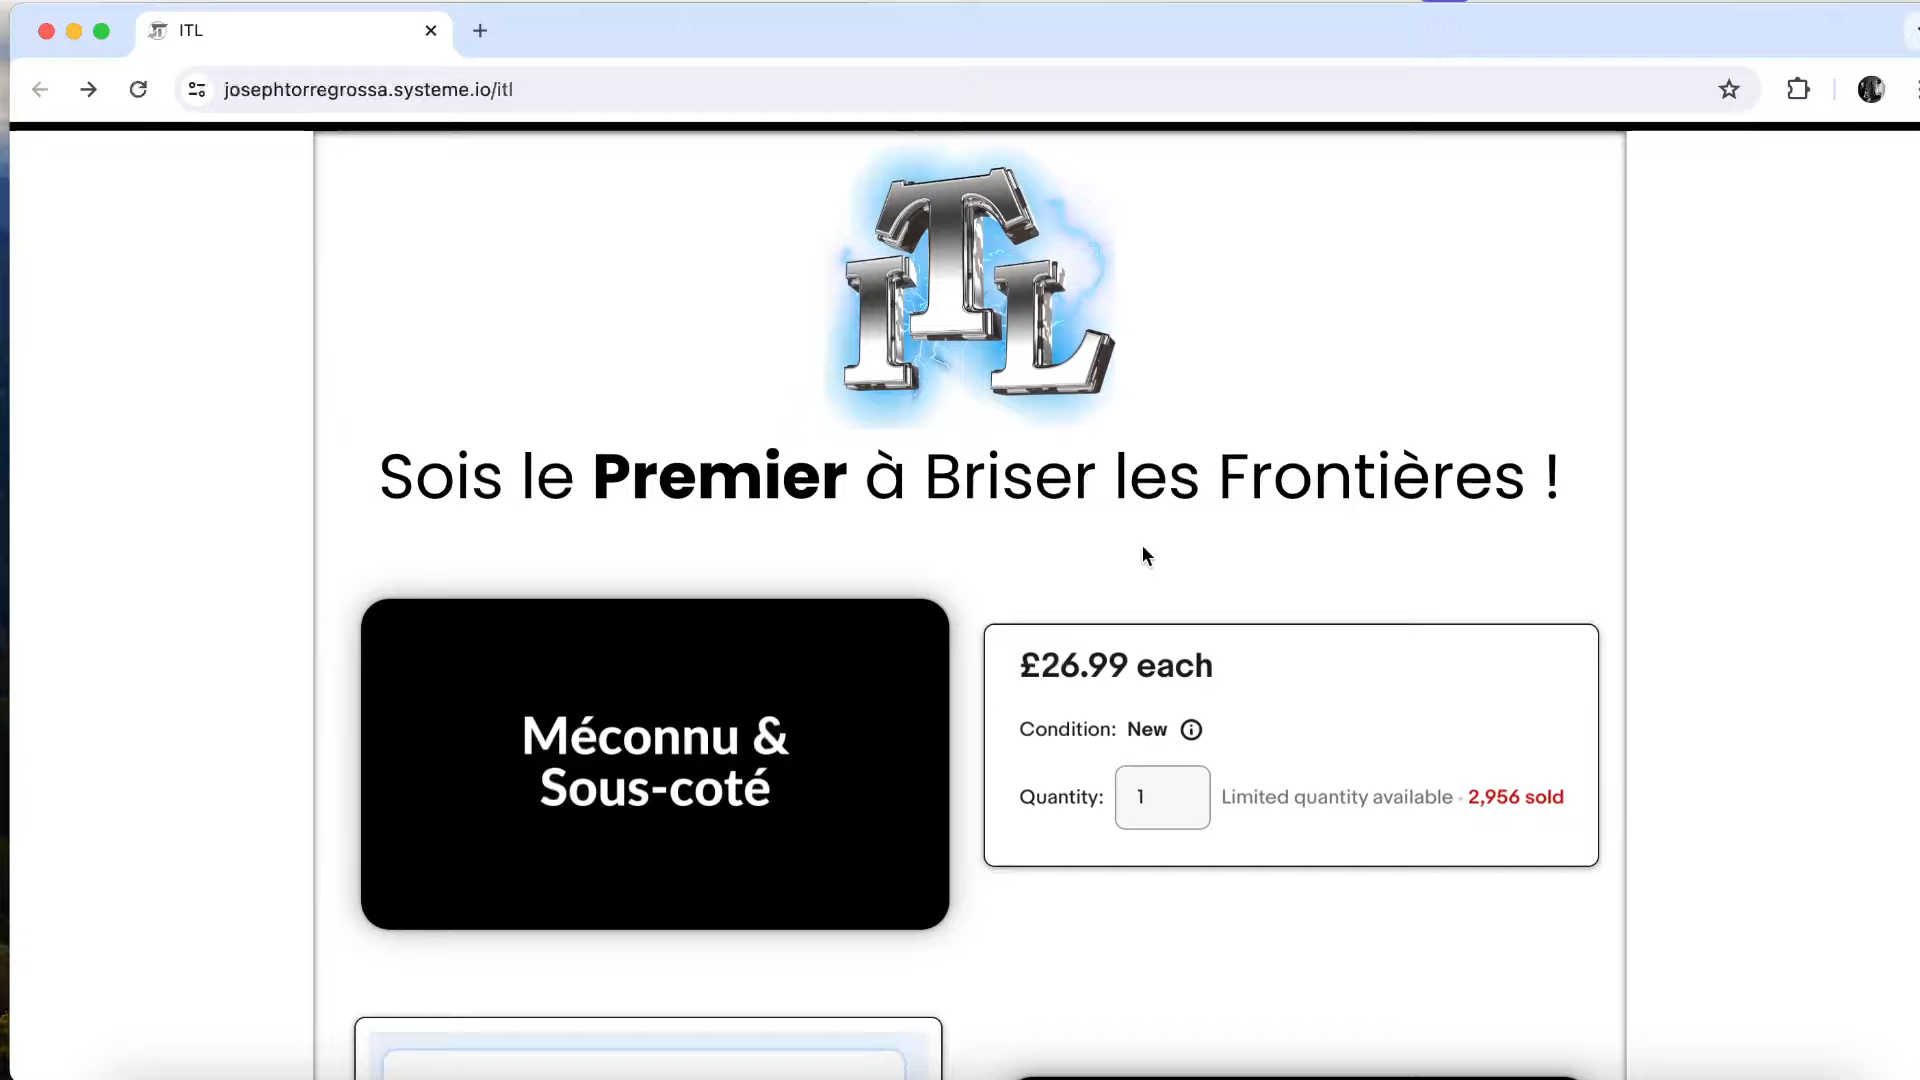 ITL
josephtorregrossa.systeme.io/itl
ITL
Sois le Premier à Briser les Frontières !
Méconnu &
Sous-coté
£26.99 each
Condition: New
Quantity: 1 Limited quantity available · 2,956 sold